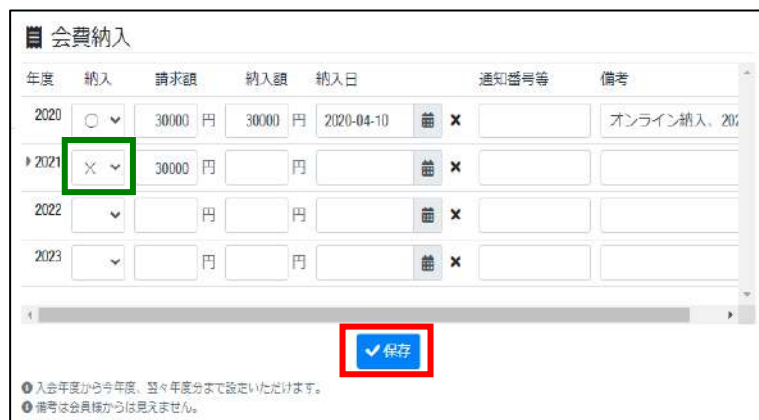 会費納入
年度 納入 請求額 納入額 納入日 通知番号等 備考
2020 ○ 30000 円 30000 円 2020-04-10 オンライン納入、202
2021 × 30000 円 円
2022 円 円
2023 円 円
保存
入会年度から今年度、翌々年度分まで設定いただけます。
備考は会員様からは見えません。